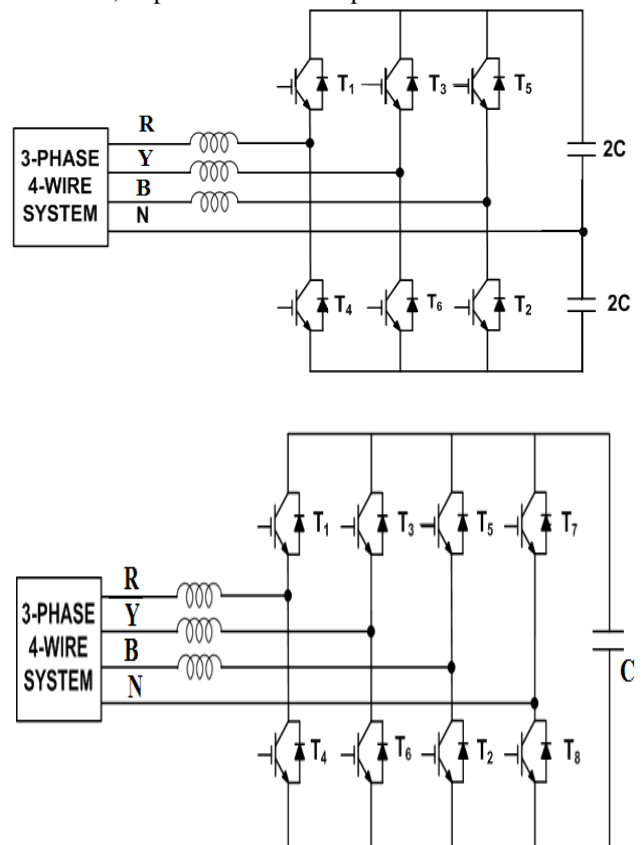 T1 T3 T5
R
Y
B
N
3-PHASE
4-WIRE
SYSTEM
2C
T4 T6 T2 2C
T1 T3 T5 T7
R
Y
B
N
3-PHASE
4-WIRE
SYSTEM
C
T4 T6 T2 T8